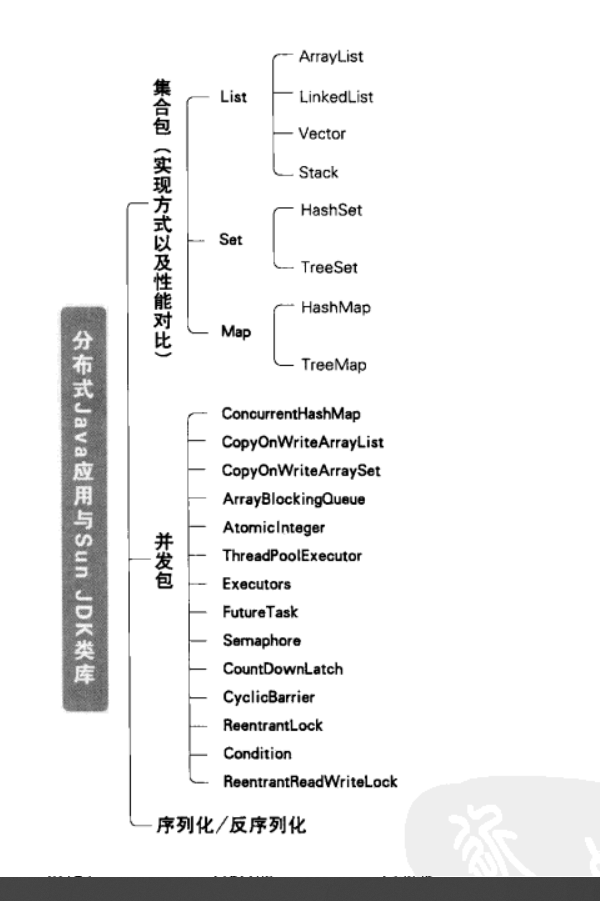 分布式Java应用与Sun JDK类库
集合包（实现方式以及性能对比）
List
ArrayList
LinkedList
Vector
Stack
Set
HashSet
TreeSet
Map
HashMap
TreeMap
并发包
ConcurrentHashMap
CopyOnWriteArrayList
CopyOnWriteArraySet
ArrayBlockingQueue
AtomicInteger
ThreadPoolExecutor
Executors
FutureTask
Semaphore
CountDownLatch
CyclicBarrier
ReentrantLock
Condition
ReentrantReadWriteLock
序列化/反序列化